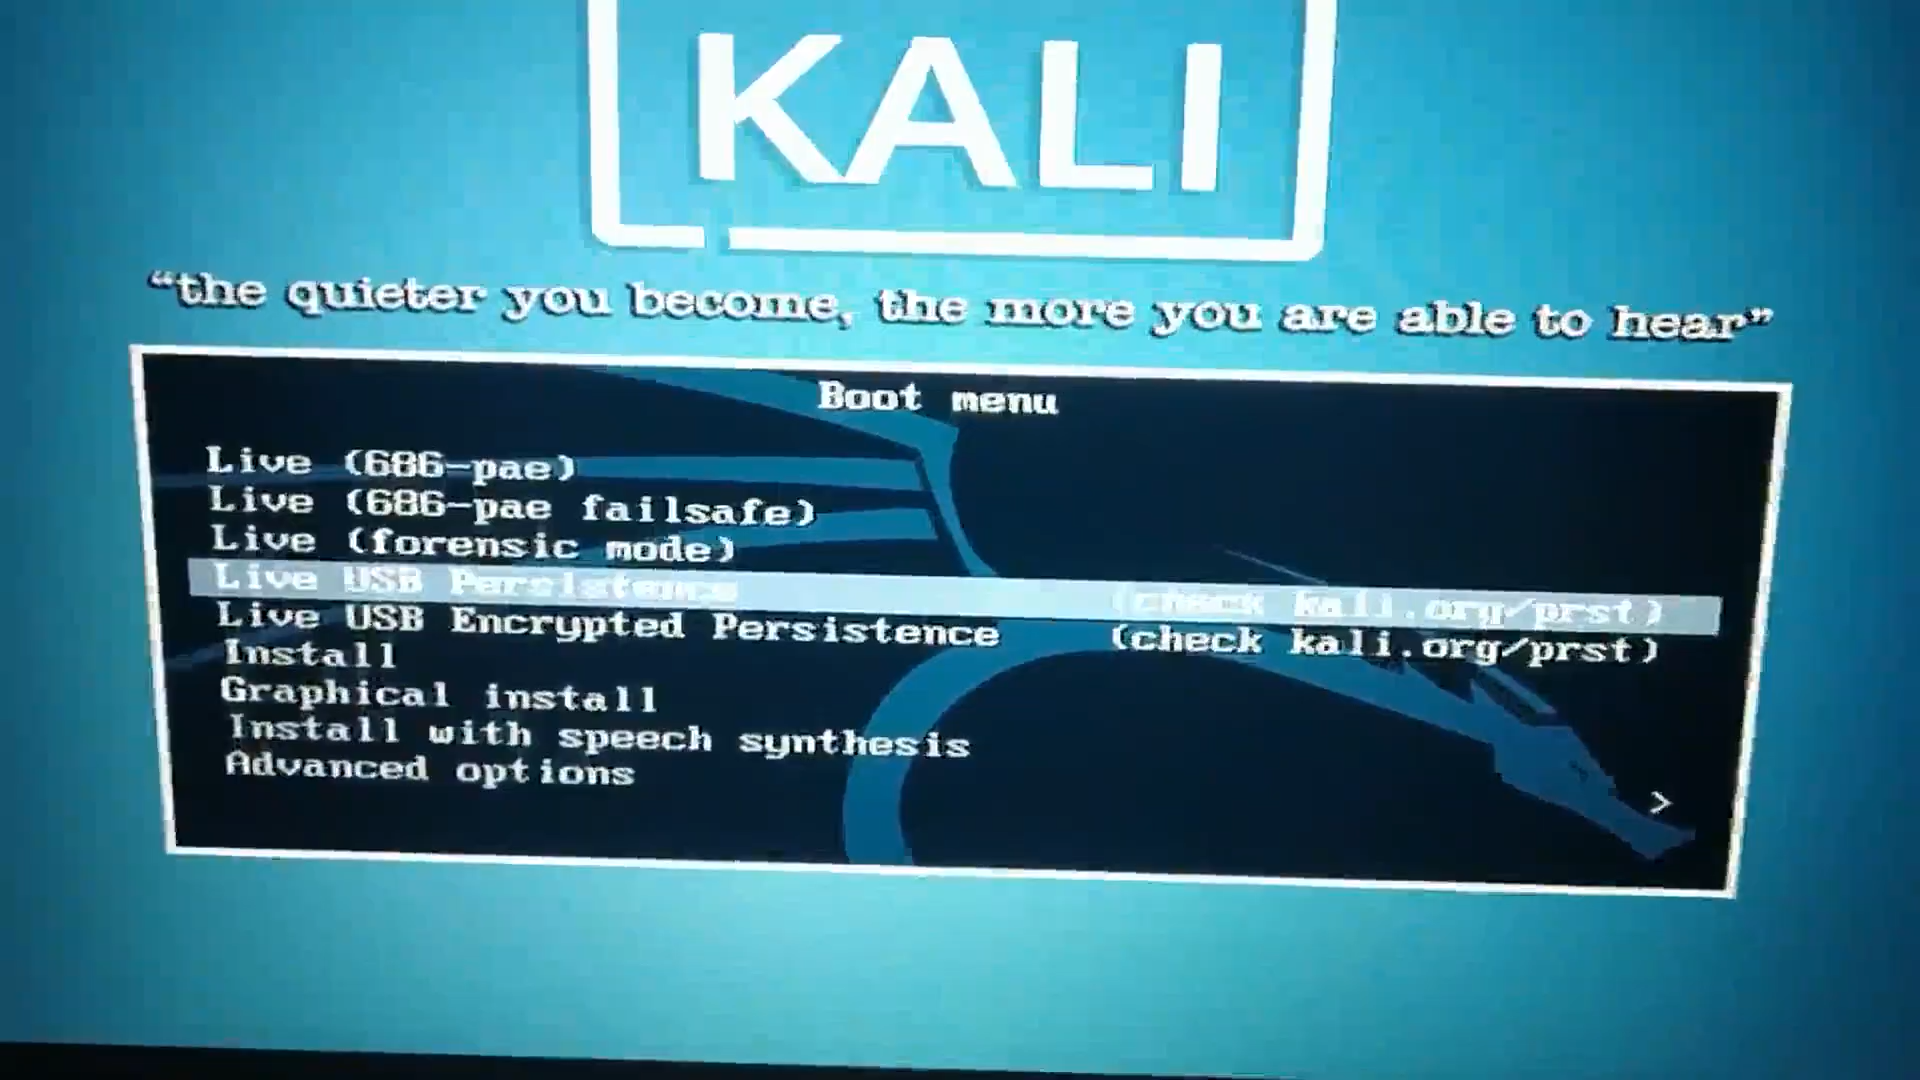 KALI
“the quieter you become, the more you are able to hear”
Boot menu
Live (686-pae)
Live (686-pae failsafe)
Live (forensic mode)
Live USB Persistence (check kali.org/prst)
Live USB Encrypted Persistence (check kali.org/prst)
Install
Graphical install
Install with speech synthesis
Advanced options >